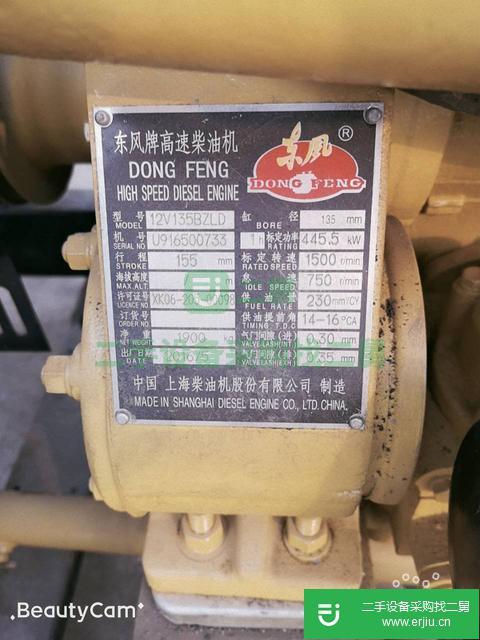 东风牌高速柴油机
DONG FENG
HIGH SPEED DIESEL ENGINE
东風 ®
DONG FENG
型号 MODEL 12V135BZLD 缸径 BORE 135 mm
机号 SERIAL NO. U916500733 1h 标定功率 445.5 kW
行程 STROKE 155 mm 标定转速 RATED SPEED 1500 r/min
海拔高度 MAX.ALT m 怠速 IDLE SPEED 750 r/min
许可证号 LICENCE NO. XK06-203- 供油量 FUEL RATE 230 mm³/CY
订货号 ORDER NO. 供油提前角 TIMING T.D.C 14-16 °CA
净重 NET WEIGHT 1900 kg 气门间隙(进) VALVE LASH(INT) 0.30 mm
出厂日期 DATE 201675 气门间隙(排) VALVE LASH(EXH) 0.35 mm
中国 上海柴油机股份有限公司 制造
MADE IN SHANGHAI DIESEL ENGINE CO., LTD.CHINA.
BeautyCam
二手设备采购找二舅
www.erjiu.cn